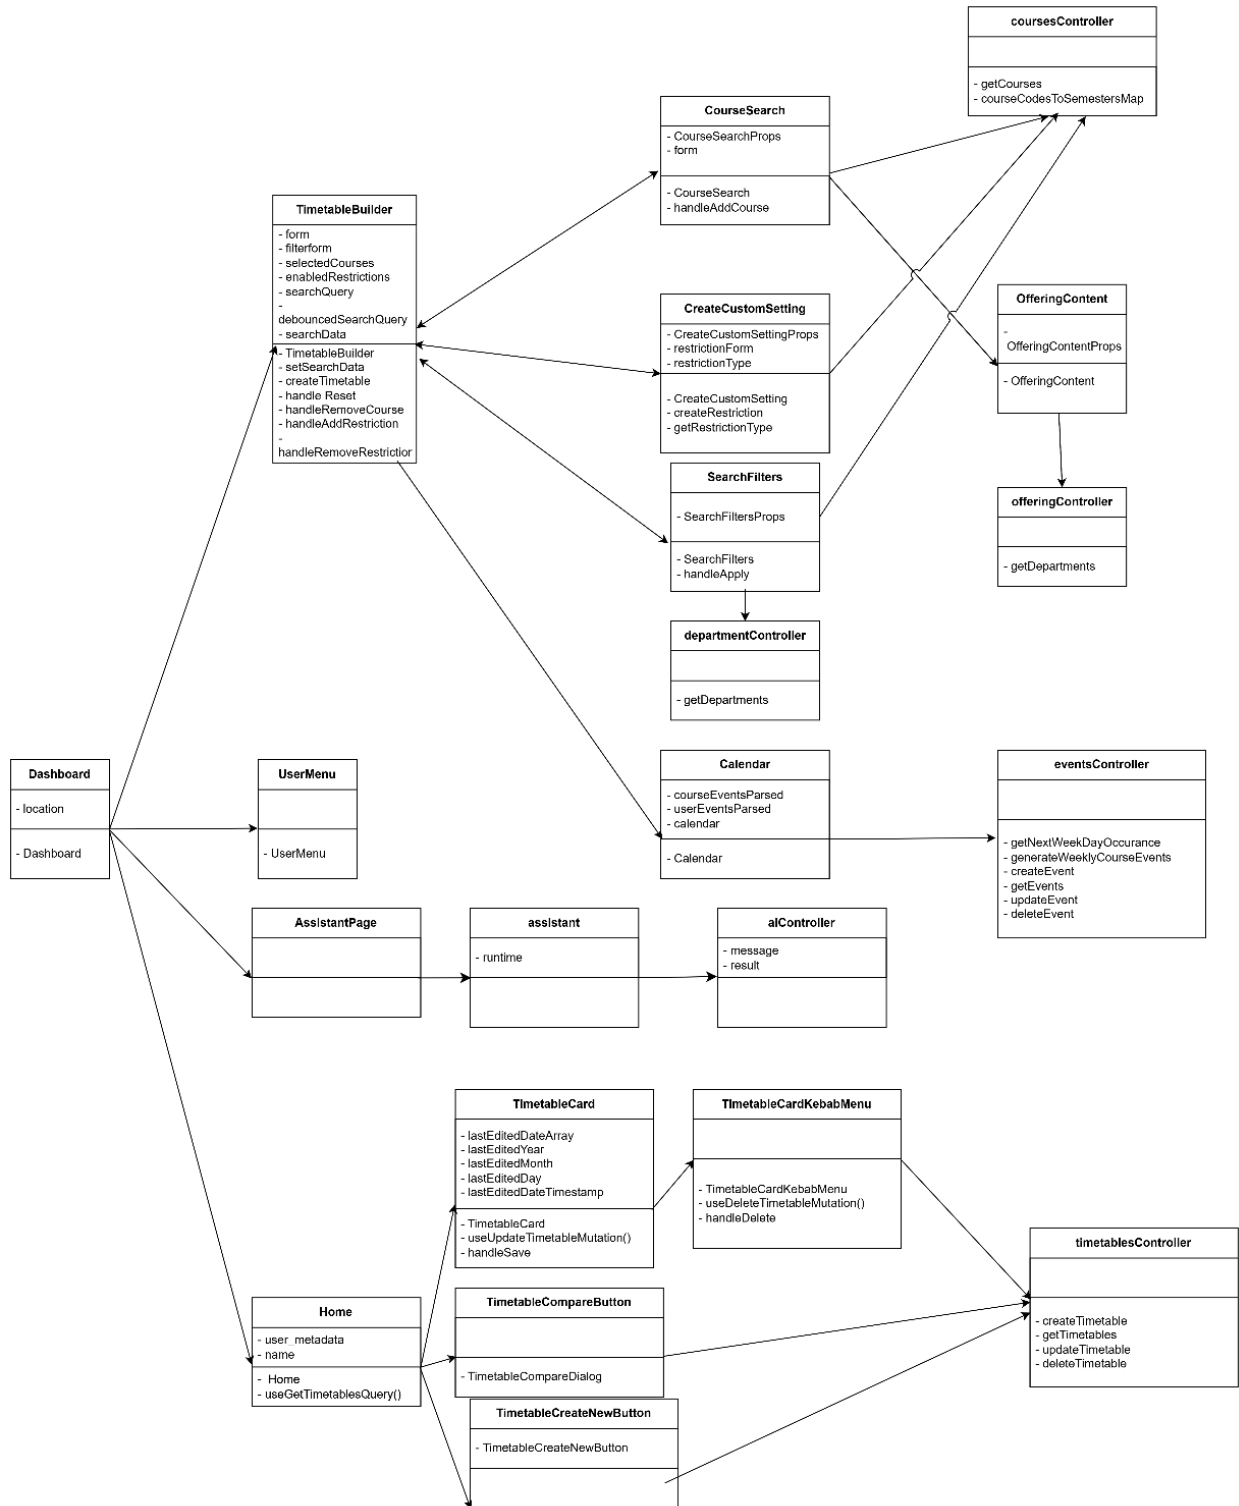 coursesController
- getCourses
- courseCodesToSemestersMap
CourseSearch
- CourseSearchProps
- form
- CourseSearch
- handleAddCourse
TimetableBuilder
- form
- filterform
- selectedCourses
- enabledRestrictions
- searchQuery
-
debouncedSearchQuery
- searchData
- TimetableBuilder
- setSearchData
- createTimetable
- handle Reset
- handleRemoveCourse
- handleAddRestriction
-
handleRemoveRestriction
CreateCustomSetting
- CreateCustomSettingProps
- restrictionForm
- restrictionType
- CreateCustomSetting
- createRestriction
- getRestrictionType
OfferingContent
-
OfferingContentProps
- OfferingContent
SearchFilters
- SearchFiltersProps
- SearchFilters
- handleApply
offeringController
- getDepartments
departmentController
- getDepartments
Dashboard
- location
- Dashboard
UserMenu
- UserMenu
Calendar
- courseEventsParsed
- userEventsParsed
- calendar
- Calendar
eventsController
- getNextWeekDayOccurance
- generateWeeklyCourseEvents
- createEvent
- getEvents
- updateEvent
- deleteEvent
AssistantPage
assistant
- runtime
aiController
- message
- result
TimetableCard
- lastEditedDateArray
- lastEditedYear
- lastEditedMonth
- lastEditedDay
- lastEditedDateTimestamp
- TimetableCard
- useUpdateTimetableMutation()
- handleSave
TimetableCardKebabMenu
- TimetableCardKebabMenu
- useDeleteTimetableMutation()
- handleDelete
timetablesController
- createTimetable
- getTimetables
- updateTimetable
- deleteTimetable
Home
- user_metadata
- name
- Home
- useGetTimetablesQuery()
TimetableCompareButton
- TimetableCompareDialog
TimetableCreateNewButton
- TimetableCreateNewButton